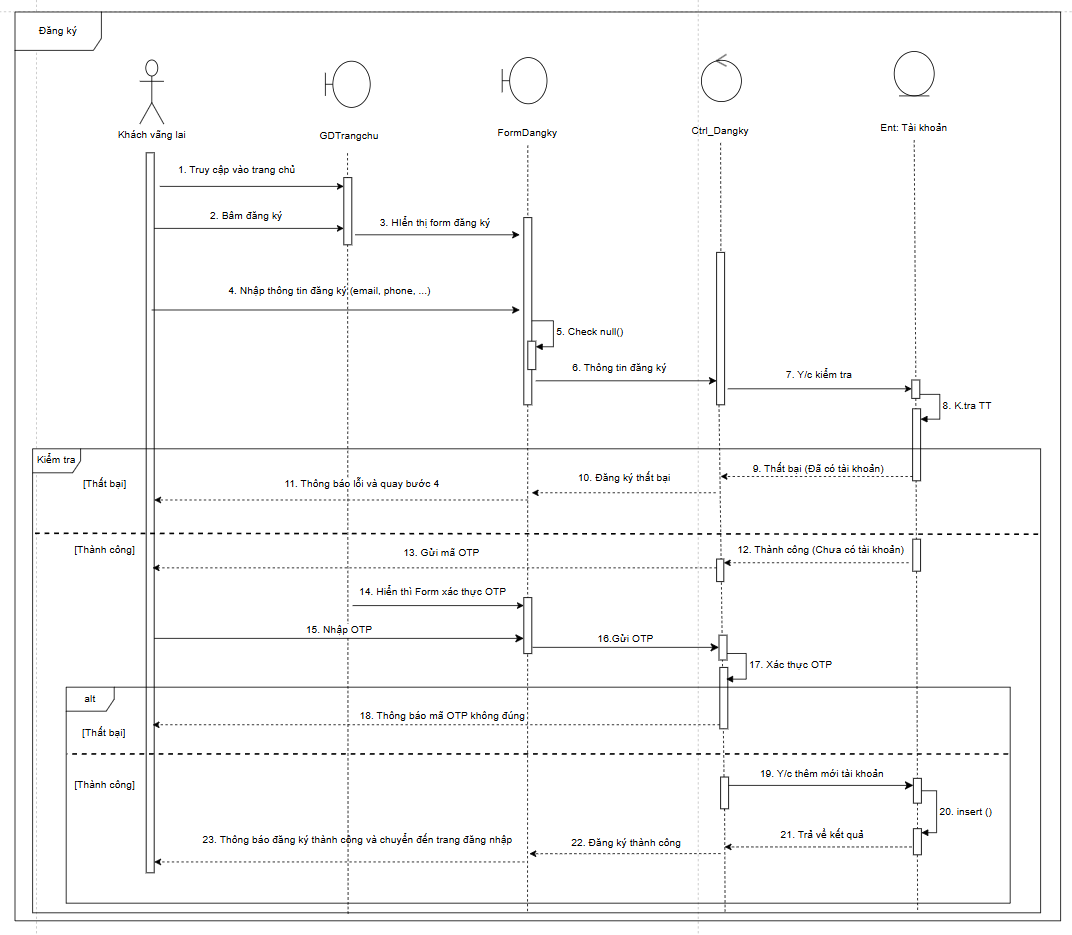 Đăng ký
Khách vãng lai
GDTrangchu
FormDangky
Ctrl_Dangky
Ent: Tài khoản
1. Truy cập vào trang chủ
2. Bấm đăng ký
3. HIển thị form đăng ký
4. Nhập thông tin đăng ký (email, phone, ...)
5. Check null()
6. Thông tin đăng ký
7. Y/c kiểm tra
8. K.tra TT
Kiểm tra
[Thất bại]
9. Thất bại (Đã có tài khoản)
10. Đăng ký thất bại
11. Thông báo lỗi và quay bước 4
[Thành công]
12. Thành công (Chưa có tài khoản)
13. Gửi mã OTP
14. Hiển thì Form xác thực OTP
15. Nhập OTP
16.Gửi OTP
17. Xác thực OTP
alt
18. Thông báo mã OTP không đúng
[Thất bại]
[Thành công]
19. Y/c thêm mới tài khoản
20. insert ()
21. Trả về kết quả
22. Đăng ký thành công
23. Thông báo đăng ký thành công và chuyển đến trang đăng nhập